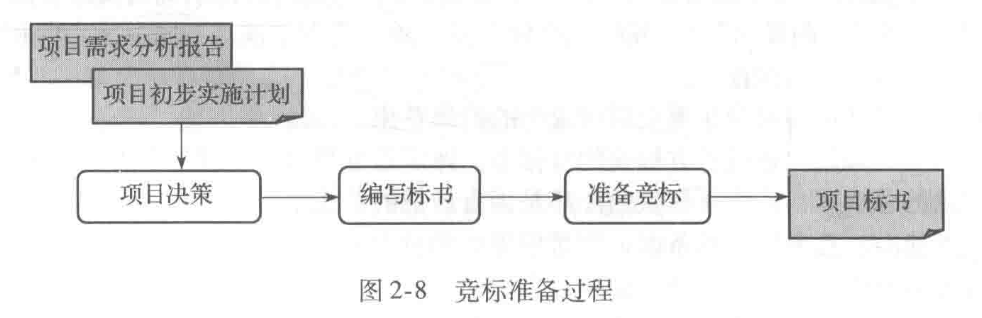 项目需求分析报告
项目初步实施计划
项目决策
编写标书
准备竞标
项目标书
图 2-8 竞标准备过程